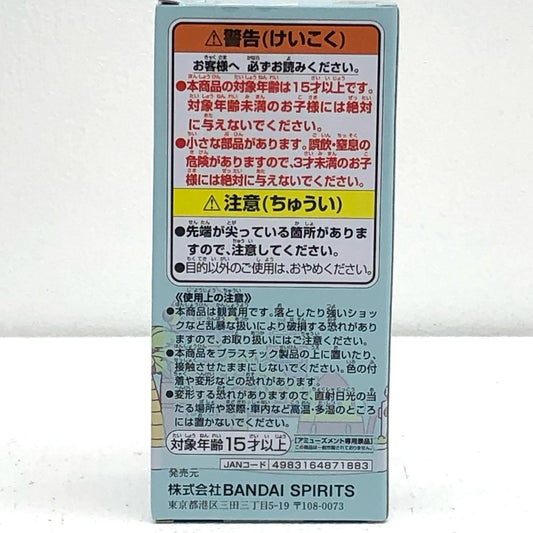 ⚠警告(けいこく)
お客様へ 必ずお読みください。
●本商品の対象年齢は15才以上です。
対象年齢未満のお子様には絶対
に与えないでください。
●小さな部品があります。誤飲・窒息の
危険がありますので、3才未満のお子
様には絶対に与えないでください。
⚠注意(ちゅうい)
●先端が尖っている箇所がありま
すので、注意してください。
●目的以外のご使用は、おやめください。
《使用上の注意》
●本商品は観賞用です。落としたり強いショッ
クなど乱暴な扱いにより破損する恐れがあり
ますので、お取り扱いにはご注意ください。
●本商品をプラスチック製品の上に置いたり、
接触させたままにしないでください。色の付
着や変形などの恐れがあります。
●変形する恐れがありますので、直射日光の当
たる場所や窓際・車内など高温・多湿のところ
には置かないでください。
対象年齢15才以上
[アミューズメント専用景品]
この商品は一般市販されておりません。
JANコード 4983164871883
発売元
株式会社BANDAI SPIRITS
東京都港区三田三丁目5-19 〒108-0073